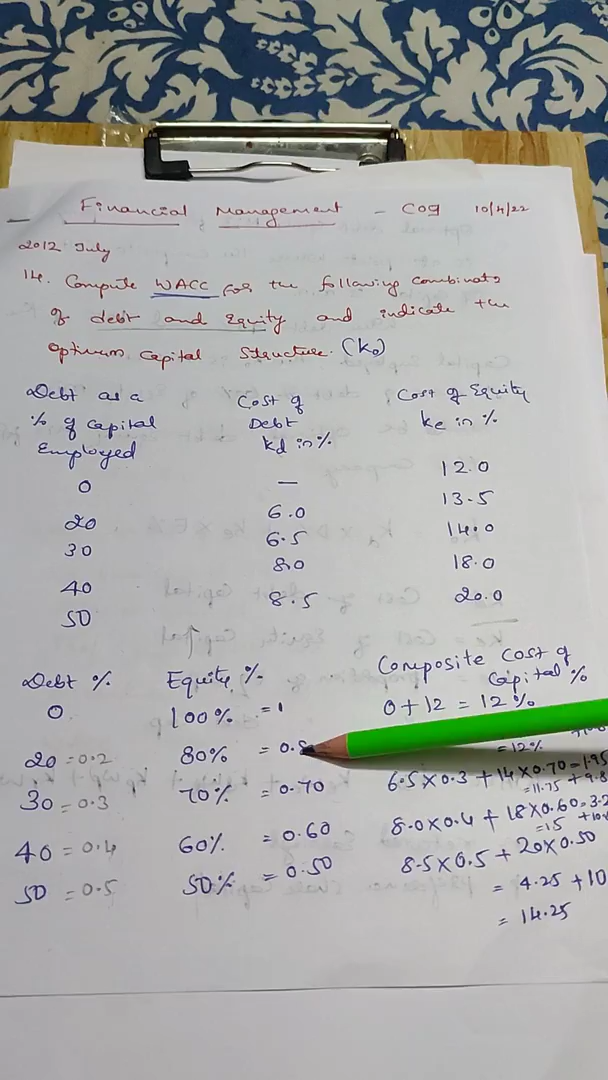 Financial Management - CO9 10/4/22
2012 July
14. Compute WACC for the following combinats
of debt and Equity and indicate the
optimum capital structure. (ko)
Debt as a Cost of Cost of Equity
% of capital Debt ke in %
Employed kd in %
0 — 12.0
20 6.0 13.5
30 6.5 14.0
40 8.0 18.0
50 8.5 20.0
Debt % Equity % Composite cost of
capital %
0 100% = 1 0 + 12 = 12%
20 = 0.2 80% = 0.8
= 12%
30 = 0.3 70% = 0.70 6.5 x 0.3 + 14 x 0.70 = 1.95
= 11.75 + 9.8
40 = 0.4 60% = 0.60 8.0 x 0.4 + 18 x 0.60 = 3.2
= 15
50 = 0.5 50% = 0.50 8.5 x 0.5 + 20 x 0.50
= 4.25 + 10
= 14.25